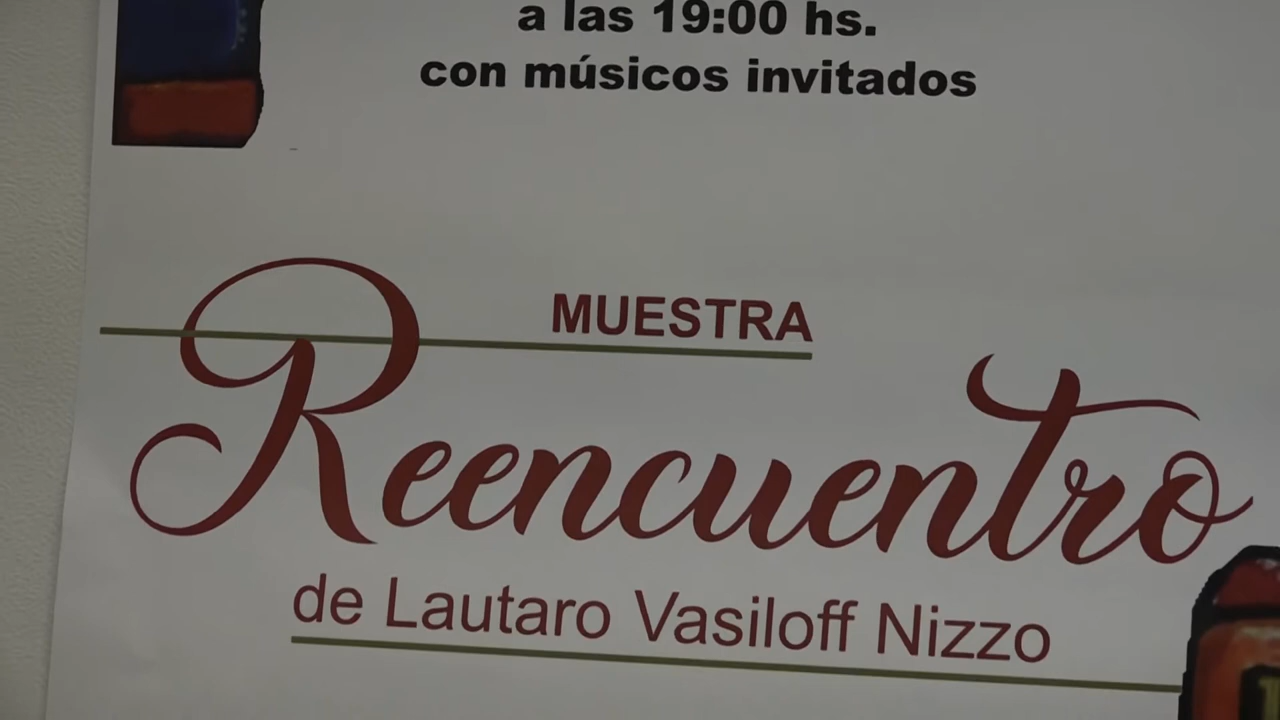 a las 19:00 hs.
con músicos invitados
MUESTRA
Reencuentro
de Lautaro Vasiloff Nizzo